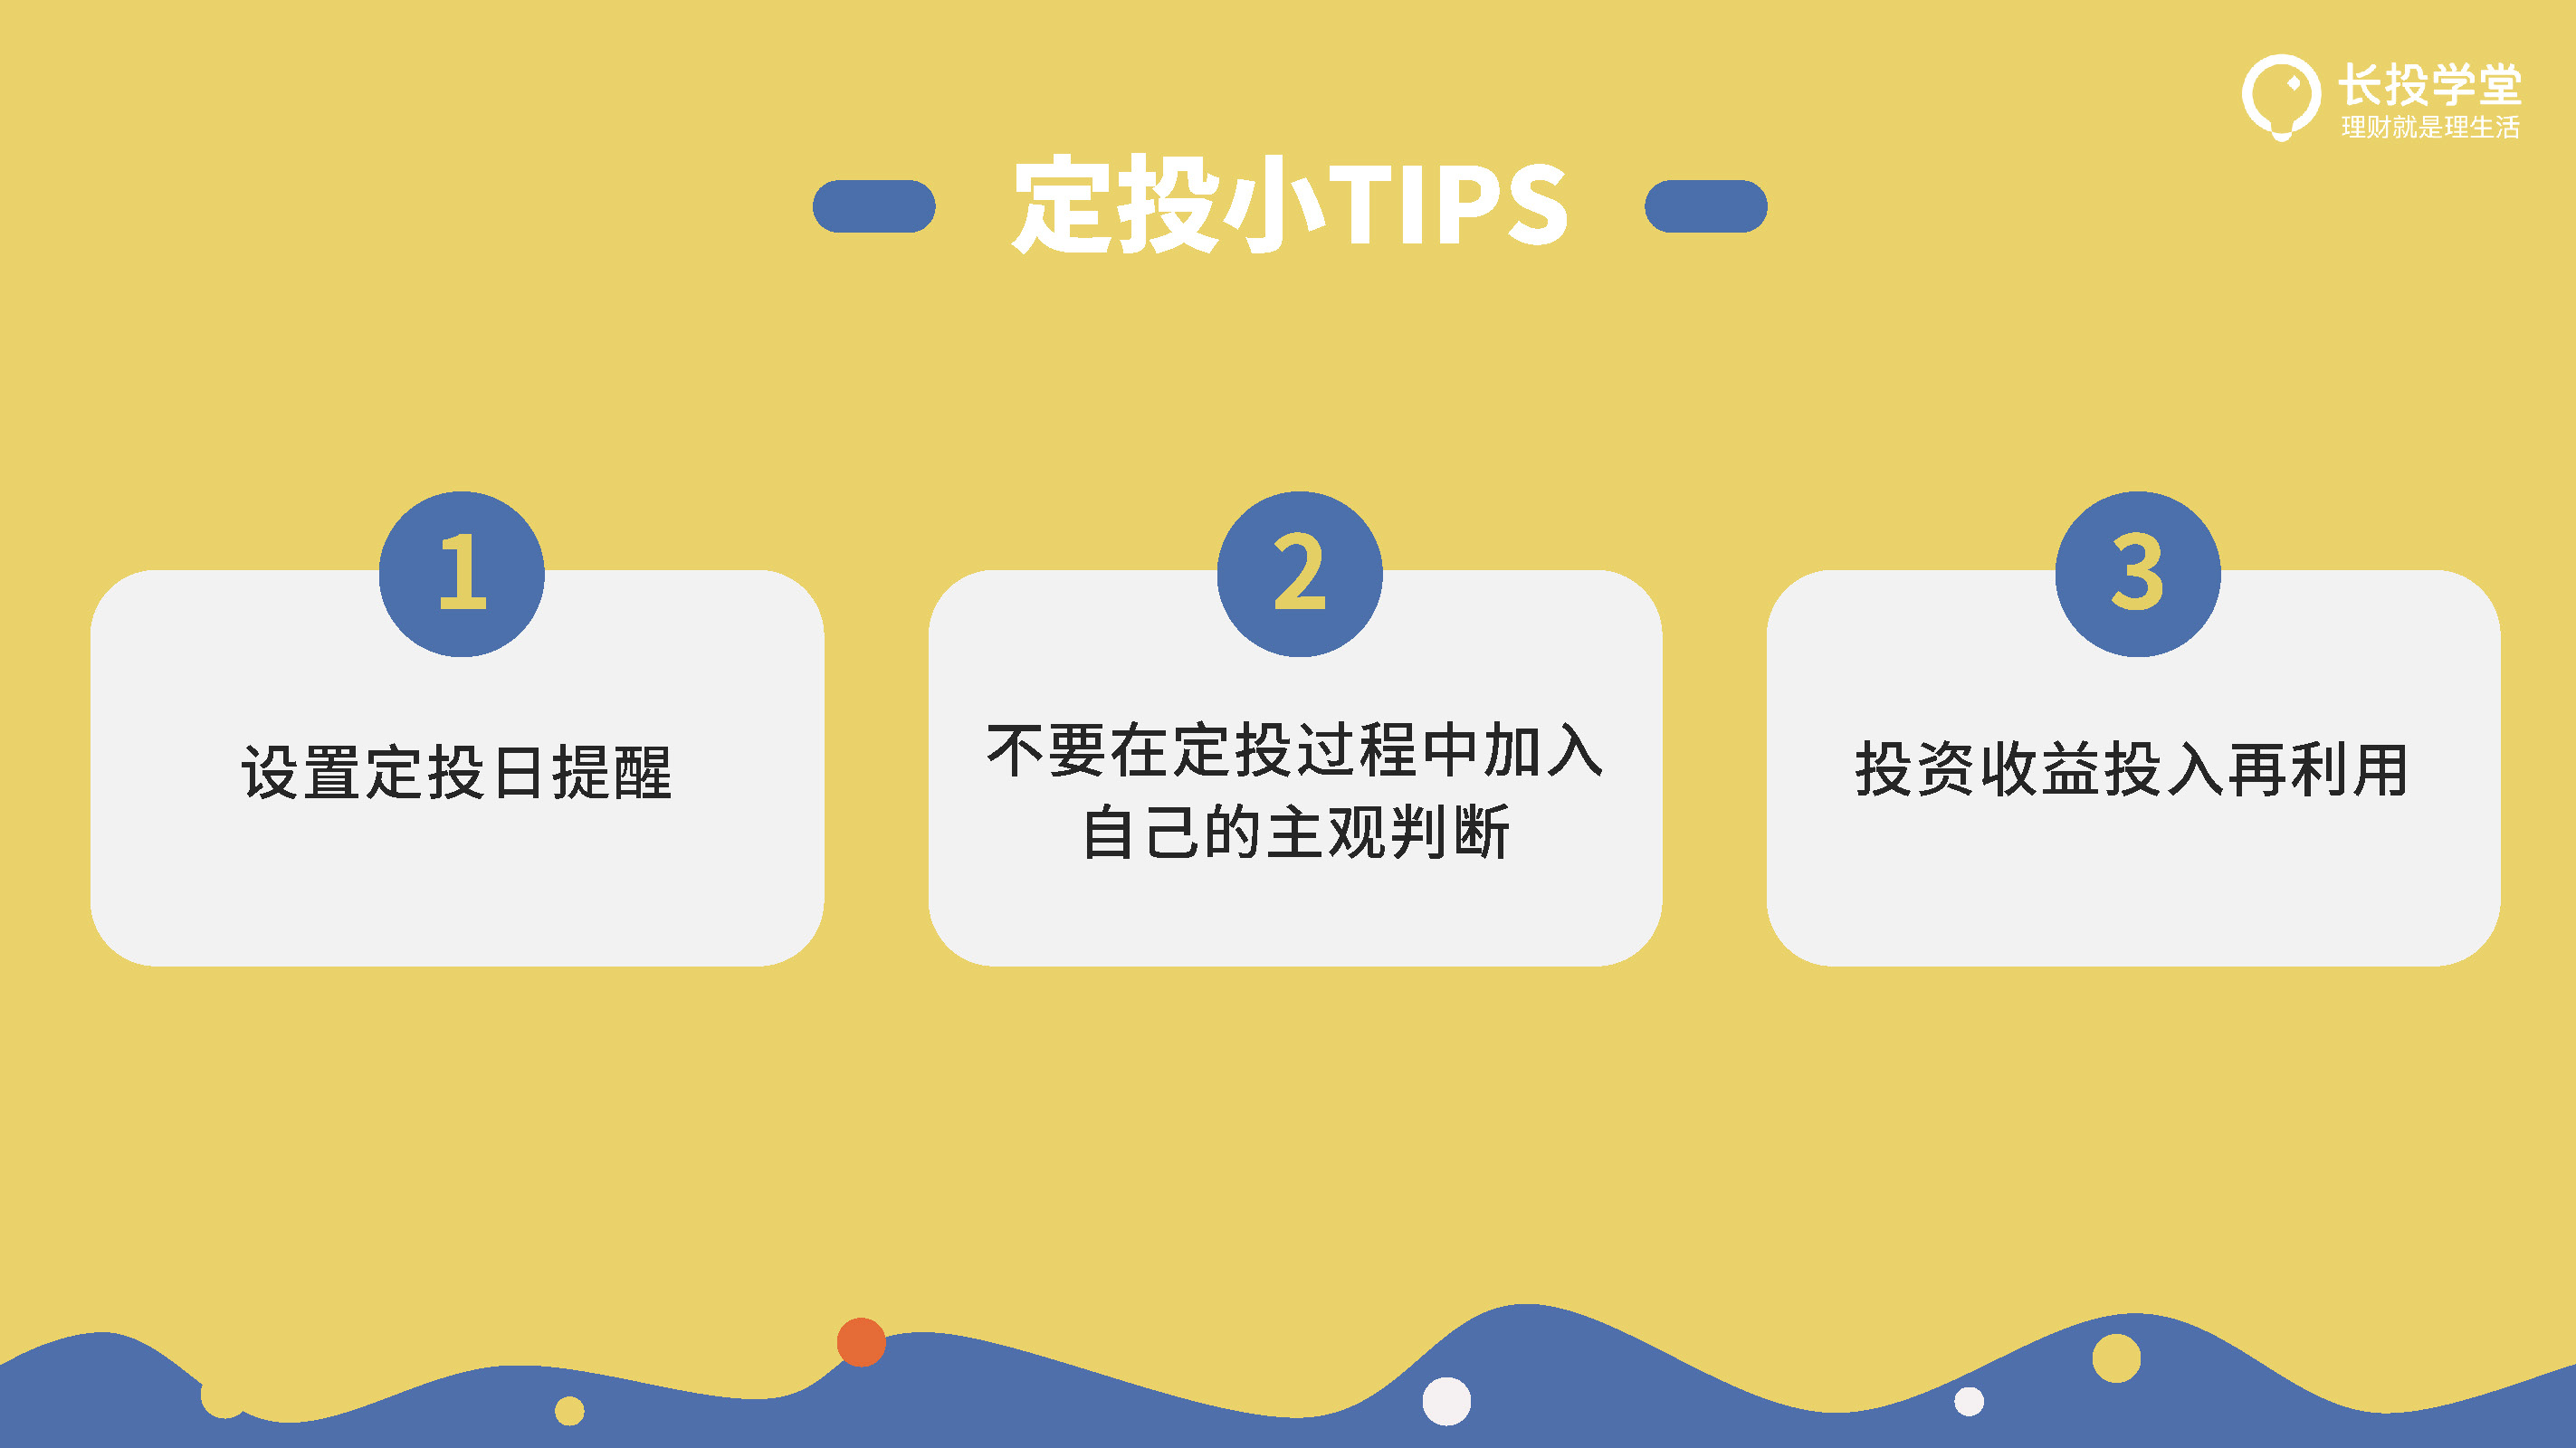 长投学堂
理财就是理生活
定投小TIPS
1
设置定投日提醒
2
不要在定投过程中加入
自己的主观判断
3
投资收益投入再利用